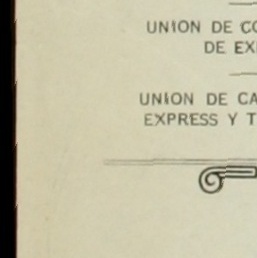 UNION DE CO
DE EX
UNION DE CA
EXPRESS Y T